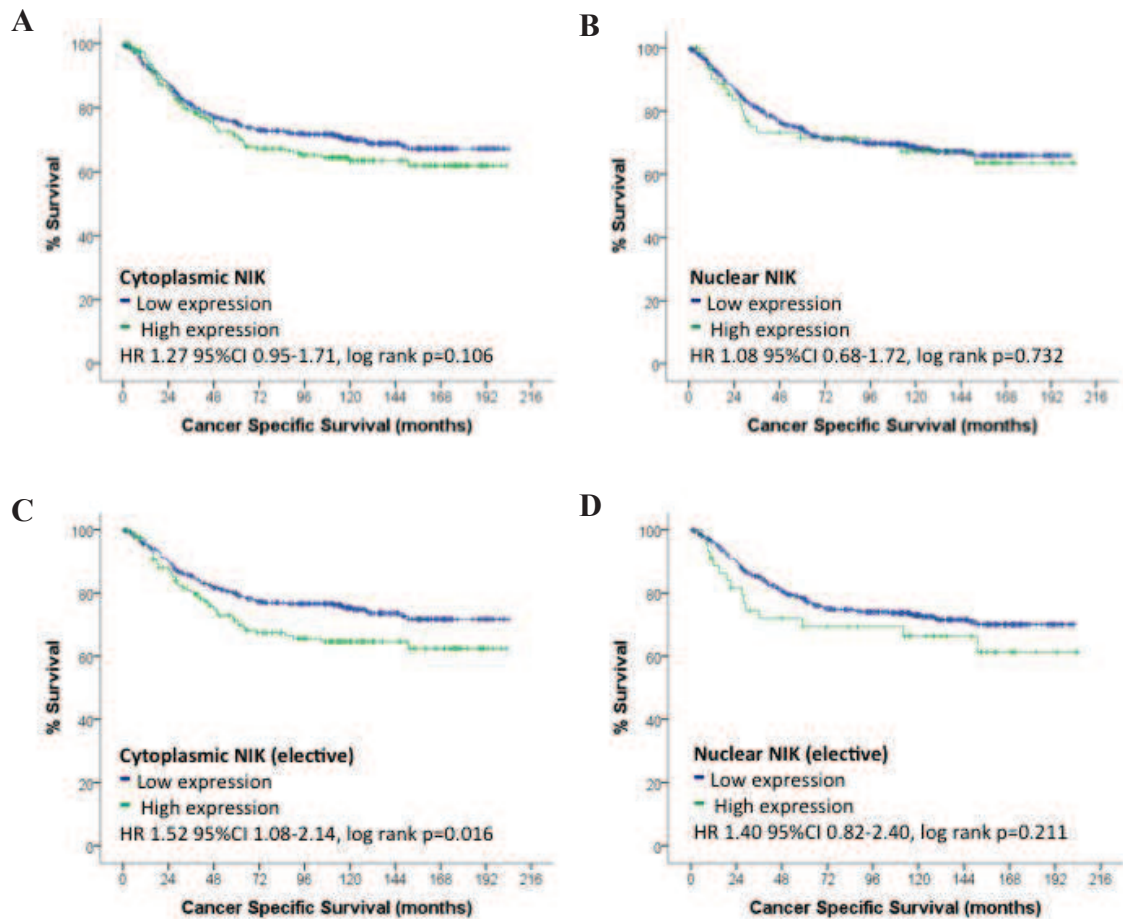 A
% Survival
100
80
60
40
20
0
Cytoplasmic NIK
Low expression
High expression
HR 1.27 95%CI 0.95-1.71, log rank p=0.106
0 24 48 72 96 120 144 168 192 216
Cancer Specific Survival (months)
B
% Survival
100
80
60
40
20
0
Nuclear NIK
Low expression
High expression
HR 1.08 95%CI 0.68-1.72, log rank p=0.732
0 24 48 72 96 120 144 168 192 216
Cancer Specific Survival (months)
C
% Survival
100
80
60
40
20
0
Cytoplasmic NIK (elective)
Low expression
High expression
HR 1.52 95%CI 1.08-2.14, log rank p=0.016
0 24 48 72 96 120 144 168 192 216
Cancer Specific Survival (months)
D
% Survival
100
80
60
40
20
0
Nuclear NIK (elective)
Low expression
High expression
HR 1.40 95%CI 0.82-2.40, log rank p=0.211
0 24 48 72 96 120 144 168 192 216
Cancer Specific Survival (months)